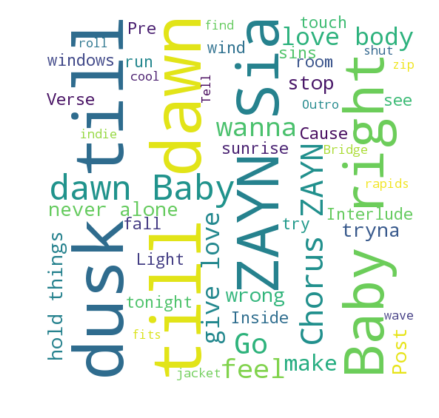 Pre
find
touch
roll
wind
love body
sins
shut
windows
run
cool
room
zip
till
dawn
Tell
Sia
stop
see
Verse
Outro
wanna
Cause
right
indie
sunrise
Bridge
dawn Baby
ZAYN
rapids
never alone
fall
try
Interlude
tryna
Light
hold things
dusk
till
give love
Chorus ZAYN
Baby
tonight
wrong
Inside
wave
fits
Go
make
Post
jacket
feel